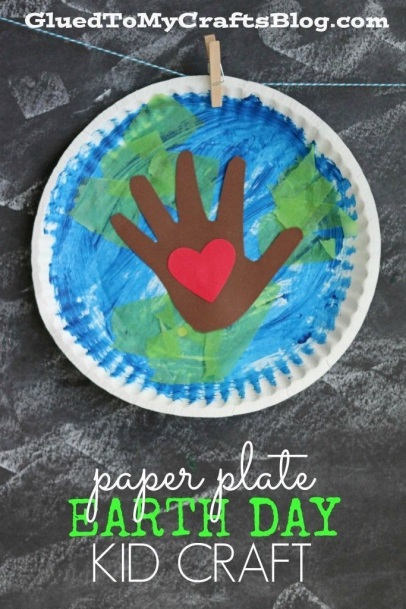 GluedToMyCraftsBlog.com
paper plate
EARTH DAY
KID CRAFT